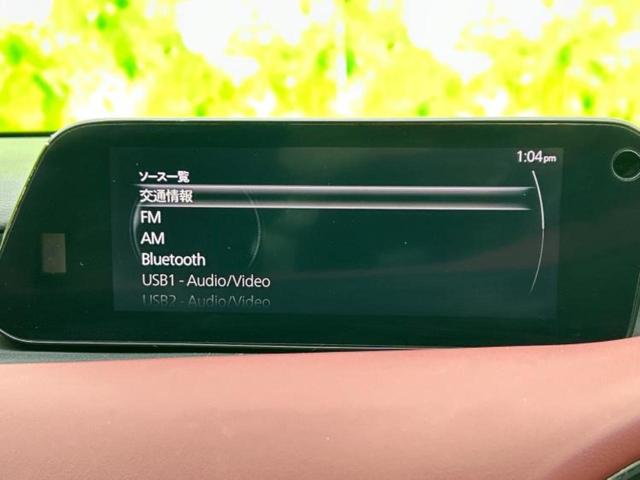 1:04pm
ソース一覧
交通情報
FM
AM
Bluetooth
USB1 - Audio/Video
USB2 - Audio/Video